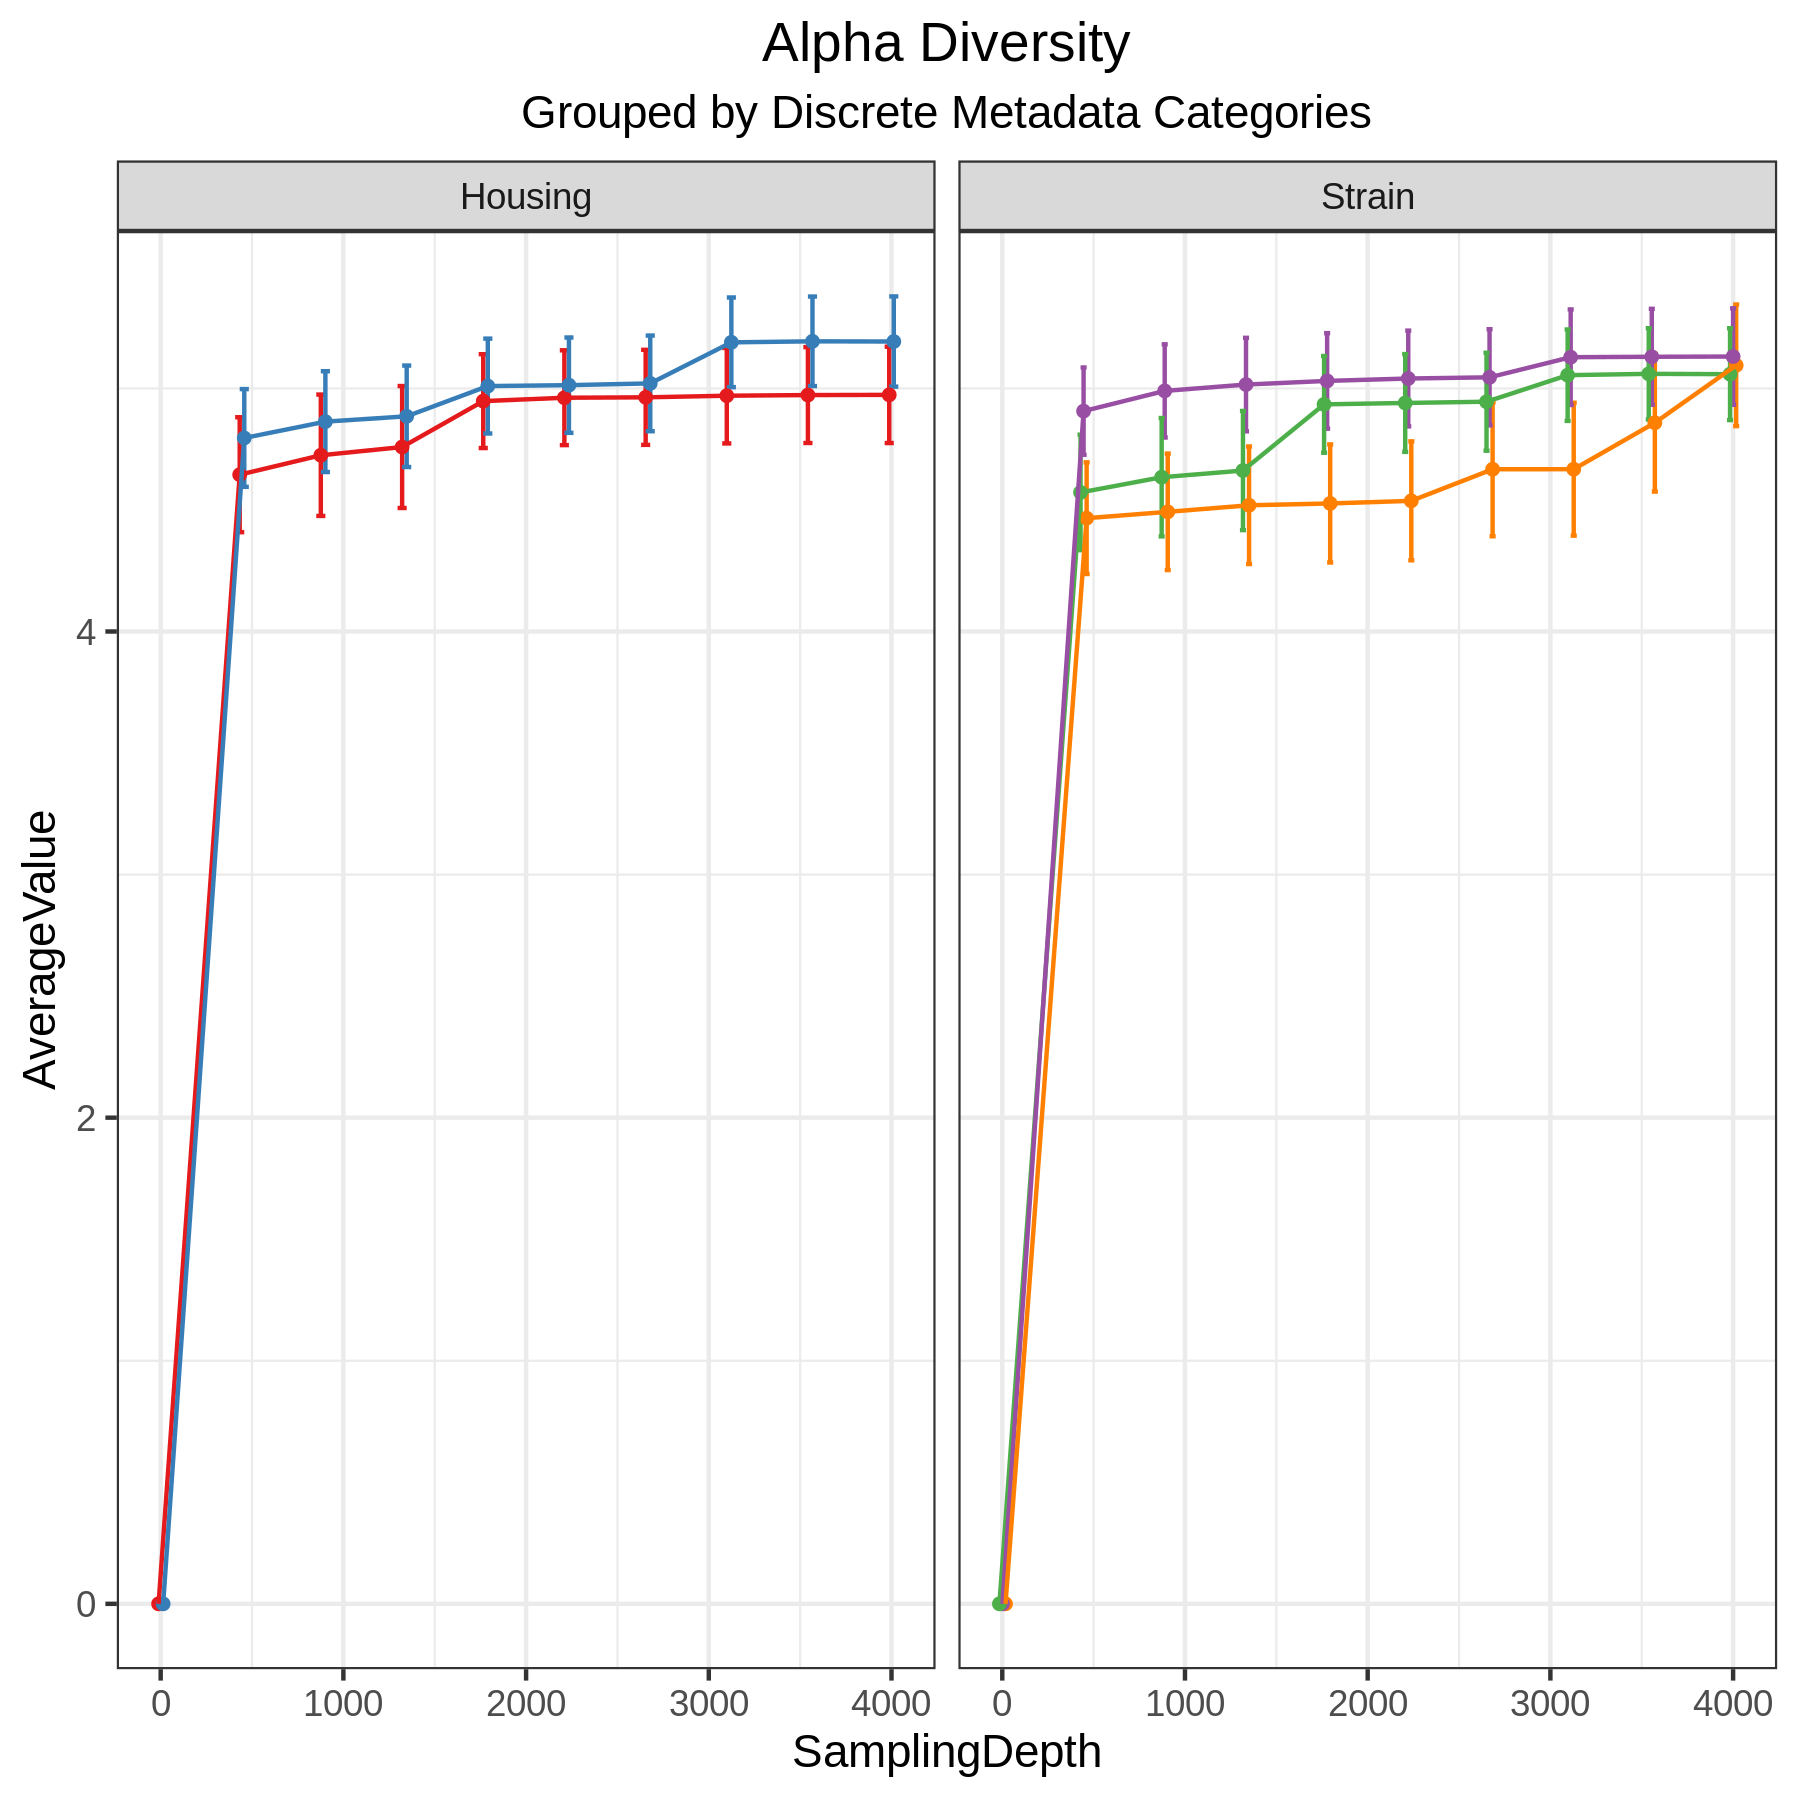 Alpha Diversity
Grouped by Discrete Metadata Categories
Housing
Strain
AverageValue
4
2
0
0 1000 2000 3000 4000
0 1000 2000 3000 4000
SamplingDepth